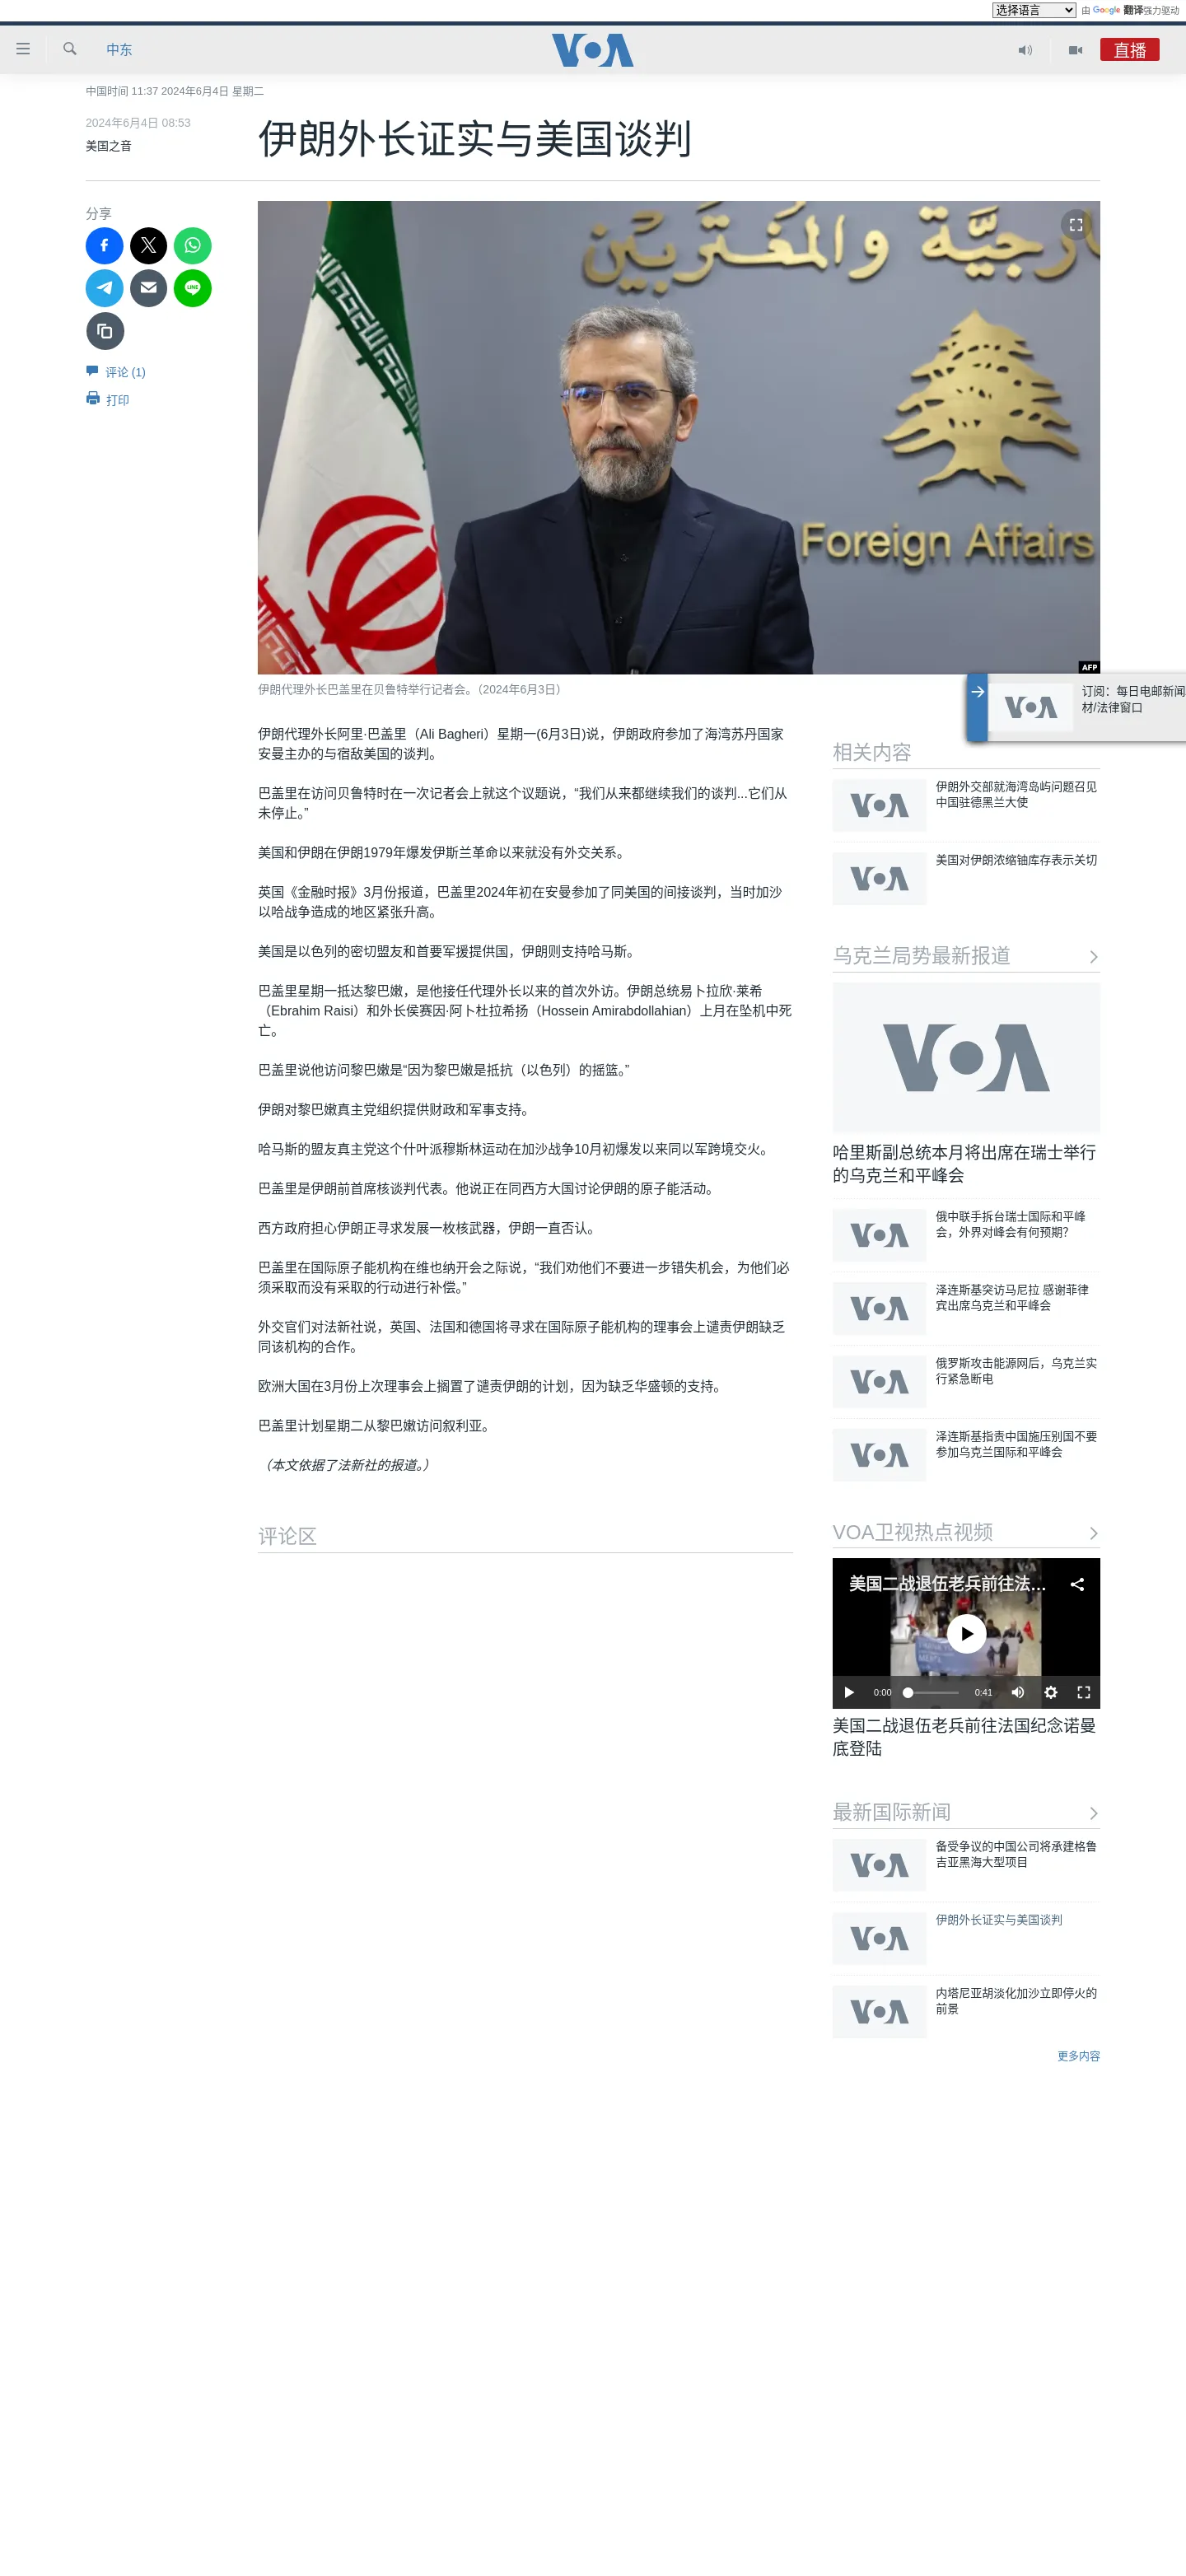 选择语言 由 Google 翻译强力驱动
中东
VOA
直播
中国时间 11:37 2024年6月4日 星期二
2024年6月4日 08:53
美国之音
伊朗外长证实与美国谈判
分享
LINE
评论 (1)
打印
رجية والمغتربين
Foreign Affairs
AFP
伊朗代理外长巴盖里在贝鲁特举行记者会。（2024年6月3日）
订阅：每日电邮新闻
材/法律窗口
VOA
伊朗代理外长阿里·巴盖里（Ali Bagheri）星期一(6月3日)说，伊朗政府参加了海湾苏丹国家
安曼主办的与宿敌美国的谈判。
巴盖里在访问贝鲁特时在一次记者会上就这个议题说，“我们从来都继续我们的谈判...它们从
未停止。”
美国和伊朗在伊朗1979年爆发伊斯兰革命以来就没有外交关系。
英国《金融时报》3月份报道，巴盖里2024年初在安曼参加了同美国的间接谈判，当时加沙
以哈战争造成的地区紧张升高。
美国是以色列的密切盟友和首要军援提供国，伊朗则支持哈马斯。
巴盖里星期一抵达黎巴嫩，是他接任代理外长以来的首次外访。伊朗总统易卜拉欣·莱希
（Ebrahim Raisi）和外长侯赛因·阿卜杜拉希扬（Hossein Amirabdollahian）上月在坠机中死
亡。
巴盖里说他访问黎巴嫩是“因为黎巴嫩是抵抗（以色列）的摇篮。”
伊朗对黎巴嫩真主党组织提供财政和军事支持。
哈马斯的盟友真主党这个什叶派穆斯林运动在加沙战争10月初爆发以来同以军跨境交火。
巴盖里是伊朗前首席核谈判代表。他说正在同西方大国讨论伊朗的原子能活动。
西方政府担心伊朗正寻求发展一枚核武器，伊朗一直否认。
巴盖里在国际原子能机构在维也纳开会之际说，“我们劝他们不要进一步错失机会，为他们必
须采取而没有采取的行动进行补偿。”
外交官们对法新社说，英国、法国和德国将寻求在国际原子能机构的理事会上谴责伊朗缺乏
同该机构的合作。
欧洲大国在3月份上次理事会上搁置了谴责伊朗的计划，因为缺乏华盛顿的支持。
巴盖里计划星期二从黎巴嫩访问叙利亚。
（本文依据了法新社的报道。）
评论区
相关内容
VOA
伊朗外交部就海湾岛屿问题召见
中国驻德黑兰大使
VOA
美国对伊朗浓缩铀库存表示关切
乌克兰局势最新报道
VOA
哈里斯副总统本月将出席在瑞士举行
的乌克兰和平峰会
VOA
俄中联手拆台瑞士国际和平峰
会，外界对峰会有何预期？
VOA
泽连斯基突访马尼拉 感谢菲律
宾出席乌克兰和平峰会
VOA
俄罗斯攻击能源网后，乌克兰实
行紧急断电
VOA
泽连斯基指责中国施压别国不要
参加乌克兰国际和平峰会
VOA卫视热点视频
美国二战退伍老兵前往法...
0:00
0:41
美国二战退伍老兵前往法国纪念诺曼
底登陆
最新国际新闻
VOA
备受争议的中国公司将承建格鲁
吉亚黑海大型项目
VOA
伊朗外长证实与美国谈判
VOA
内塔尼亚胡淡化加沙立即停火的
前景
更多内容